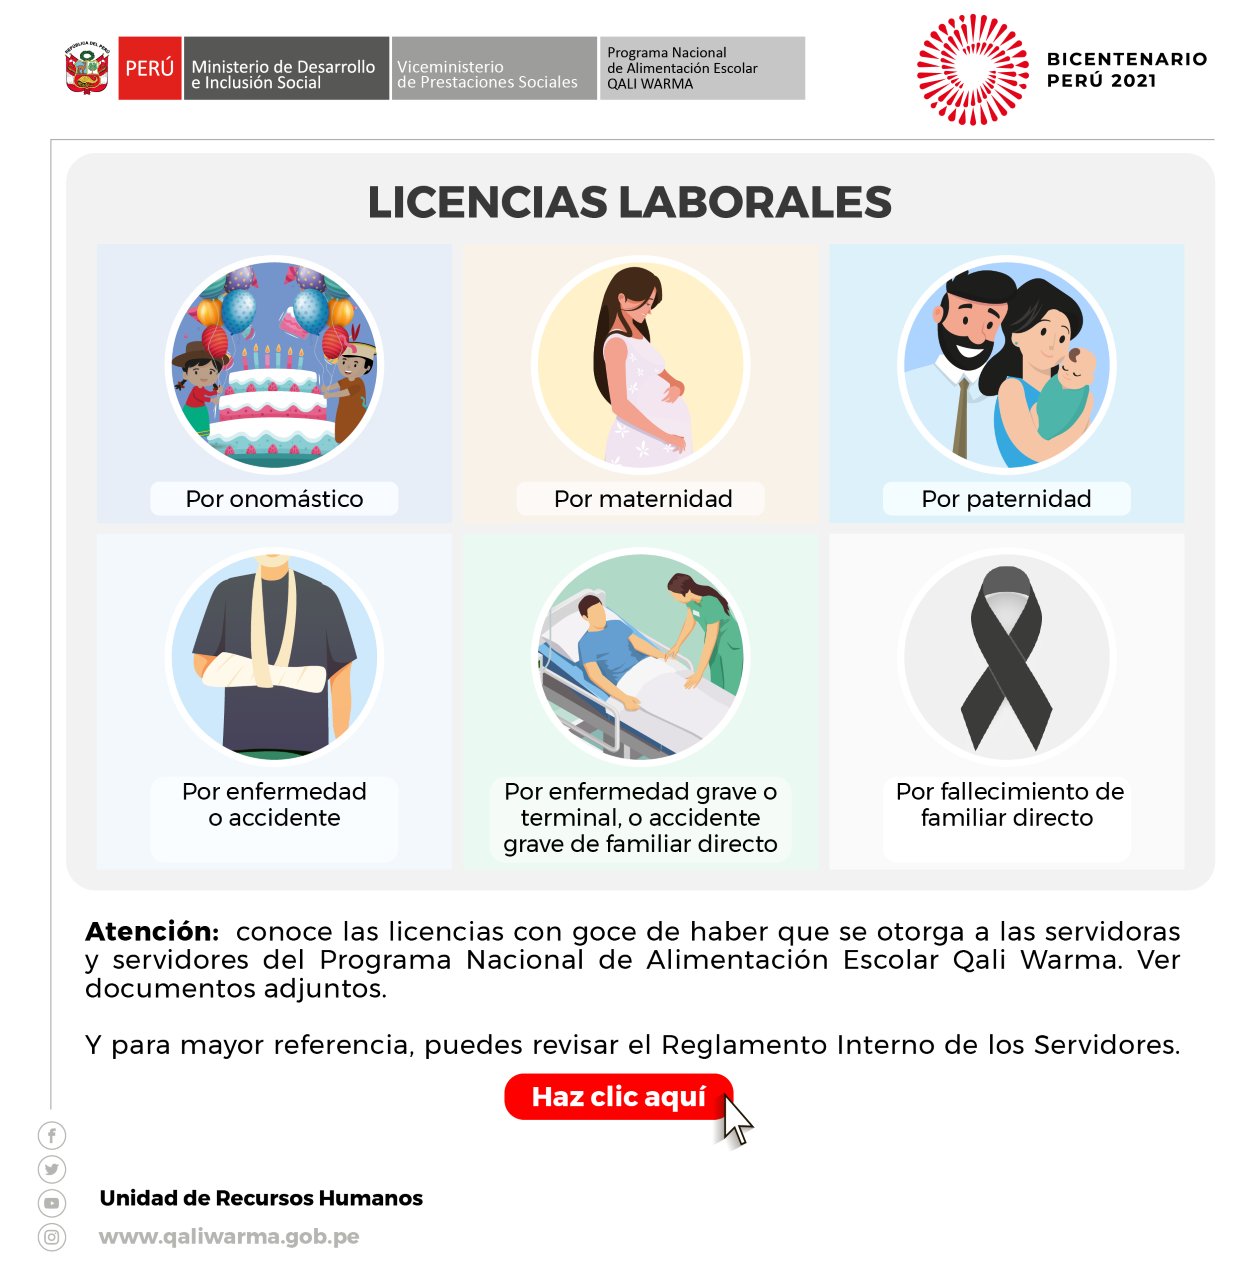 REPÚBLICA DEL PERÚ
PERÚ
Ministerio de Desarrollo
e Inclusión Social
Viceministerio
de Prestaciones Sociales
Programa Nacional
de Alimentación Escolar
QALI WARMA
BICENTENARIO
PERÚ 2021
LICENCIAS LABORALES
Por onomástico
Por maternidad
Por paternidad
Por enfermedad
o accidente
Por enfermedad grave o
terminal, o accidente
grave de familiar directo
Por fallecimiento de
familiar directo
Atención: conoce las licencias con goce de haber que se otorga a las servidoras
y servidores del Programa Nacional de Alimentación Escolar Qali Warma. Ver
documentos adjuntos.
Y para mayor referencia, puedes revisar el Reglamento Interno de los Servidores.
Haz clic aquí
Unidad de Recursos Humanos
www.qaliwarma.gob.pe